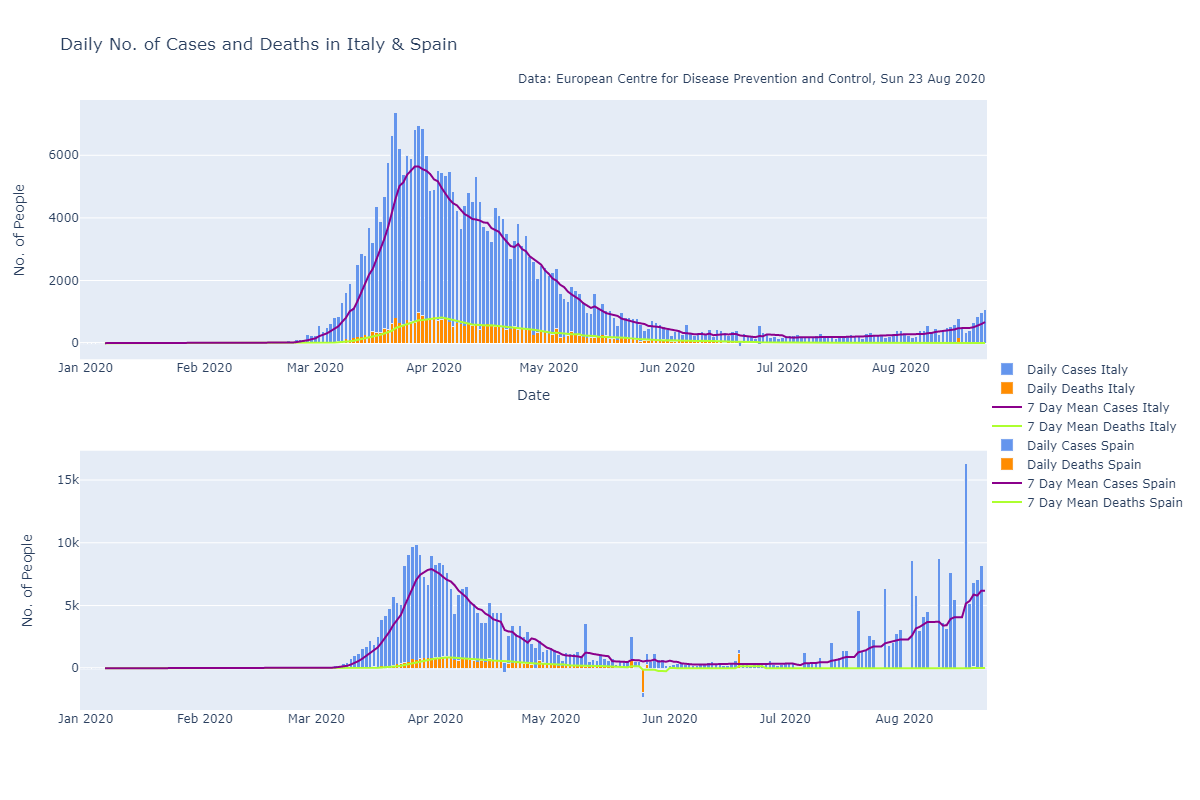 Daily No. of Cases and Deaths in Italy & Spain
Data: European Centre for Disease Prevention and Control, Sun 23 Aug 2020
No. of People
6000
4000
2000
0
Jan 2020 Feb 2020 Mar 2020 Apr 2020 May 2020 Jun 2020 Jul 2020 Aug 2020
Date
Daily Cases Italy
Daily Deaths Italy
7 Day Mean Cases Italy
7 Day Mean Deaths Italy
Daily Cases Spain
Daily Deaths Spain
7 Day Mean Cases Spain
7 Day Mean Deaths Spain
No. of People
15k
10k
5k
0
Jan 2020 Feb 2020 Mar 2020 Apr 2020 May 2020 Jun 2020 Jul 2020 Aug 2020